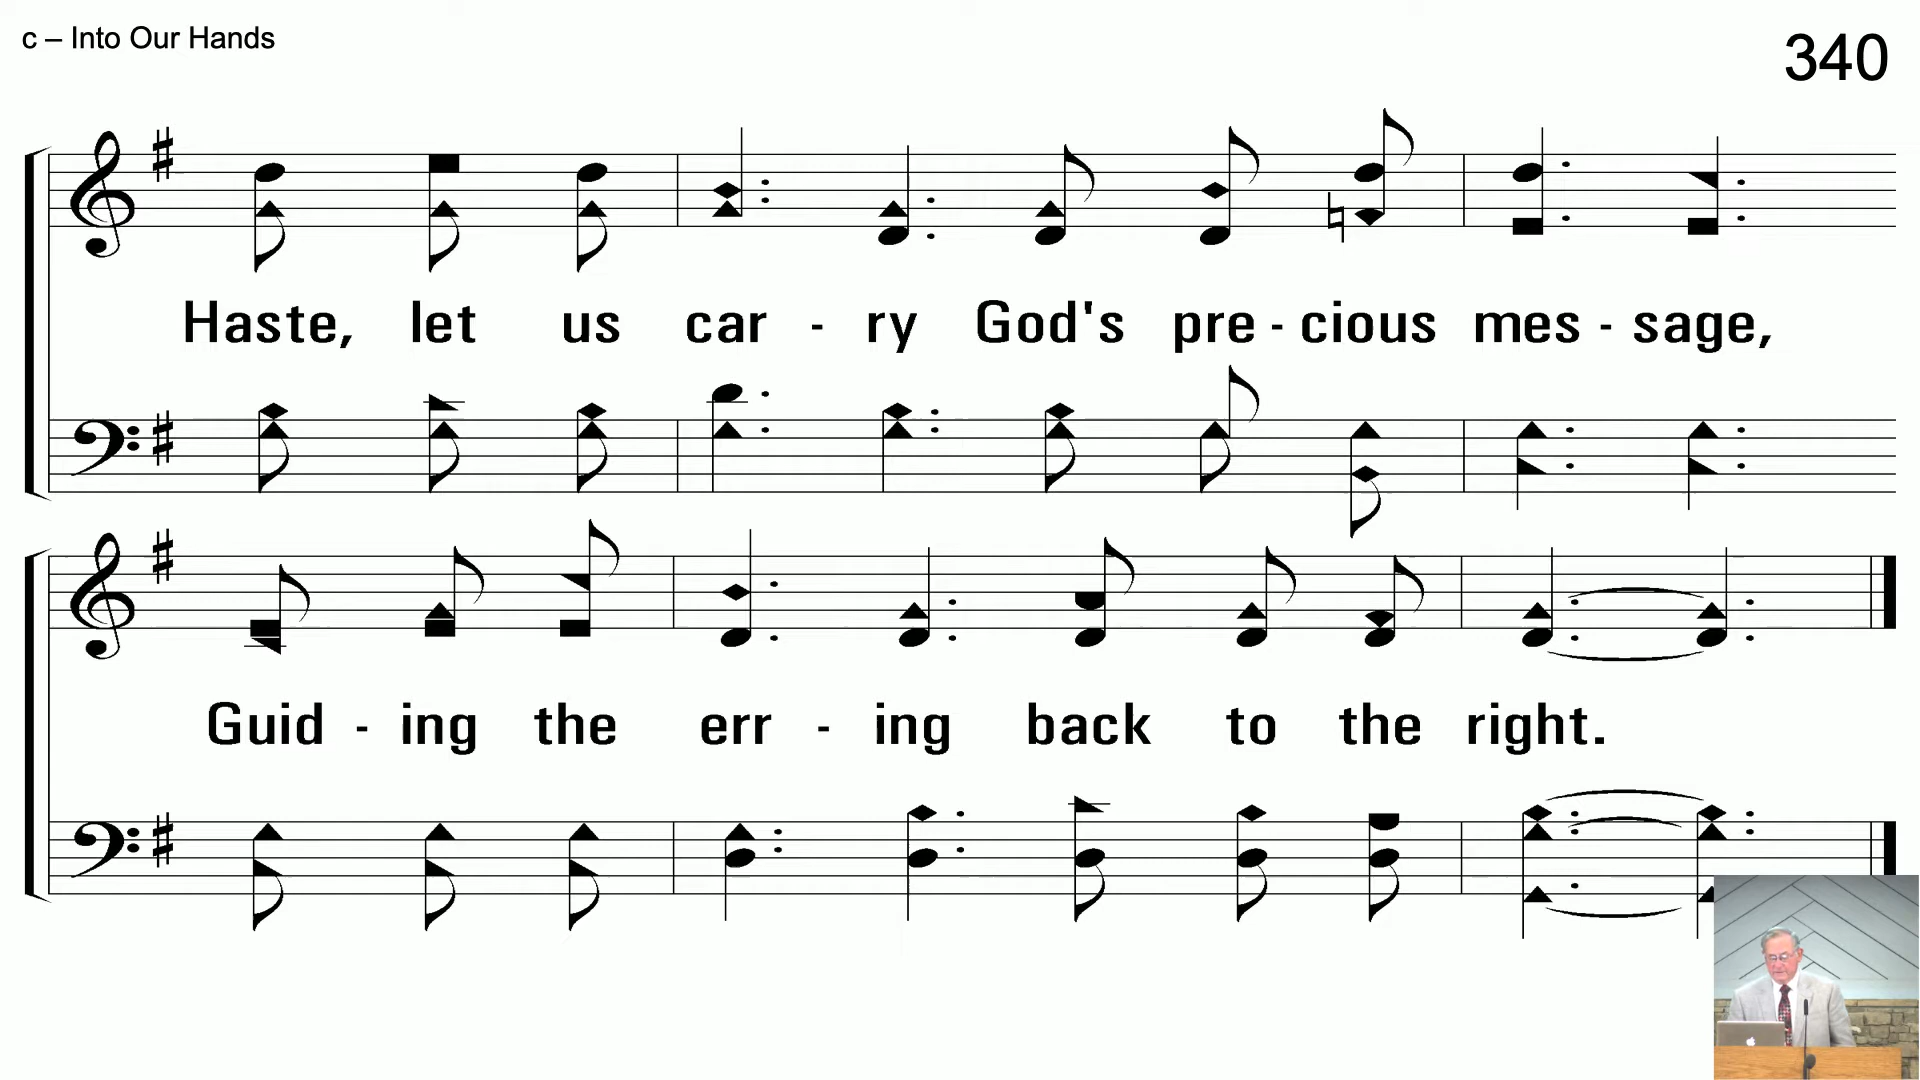 c – Into Our Hands
340
Haste, let us car - ry God's pre - cious mes - sage,
Guid - ing the err - ing back to the right.